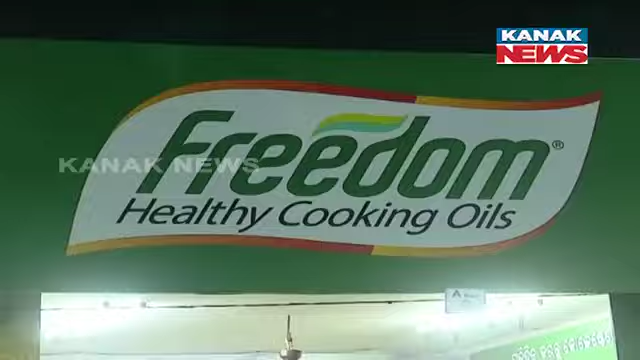 KANAK
NEWS
KANAK NEWS
Freedom®
Healthy Cooking Oils